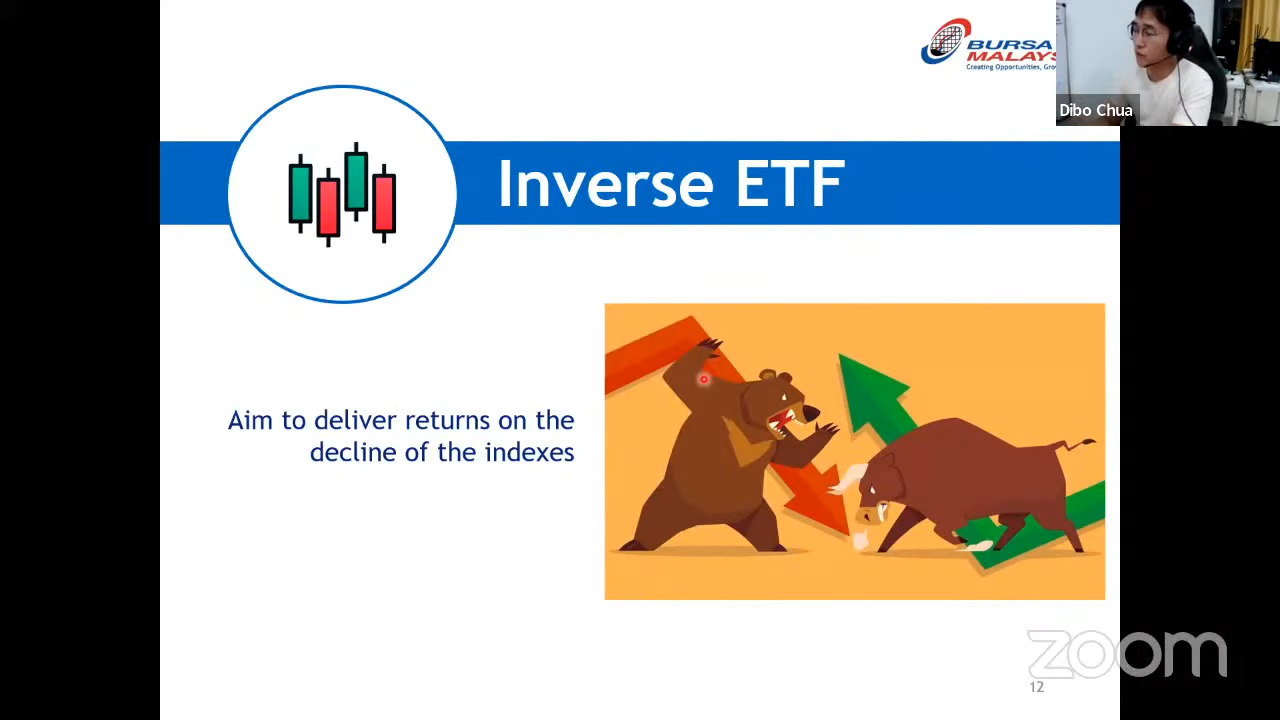 BURSA
MALAYS
Creating Opportunities, Gro
Dibo Chua
Inverse ETF
Aim to deliver returns on the
decline of the indexes
zoom
12